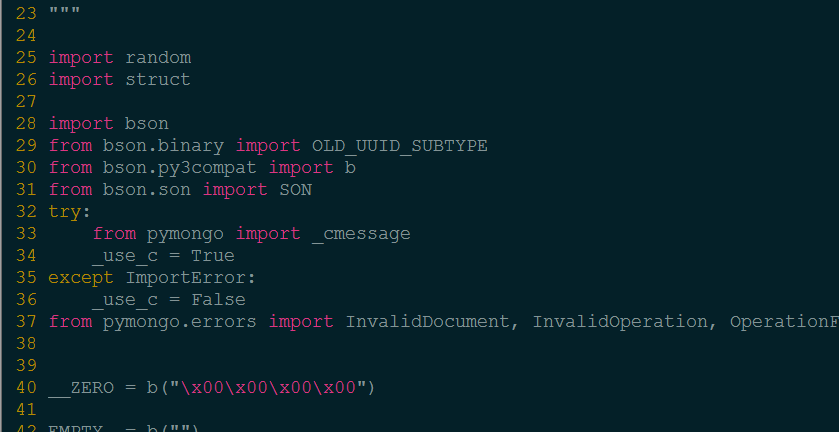 23 """
24
25 import random
26 import struct
27
28 import bson
29 from bson.binary import OLD_UUID_SUBTYPE
30 from bson.py3compat import b
31 from bson.son import SON
32 try:
33     from pymongo import _cmessage
34     _use_c = True
35 except ImportError:
36     _use_c = False
37 from pymongo.errors import InvalidDocument, InvalidOperation, OperationF
38
39
40 __ZERO = b("\x00\x00\x00\x00")
41
42 EMPTY  = b("")